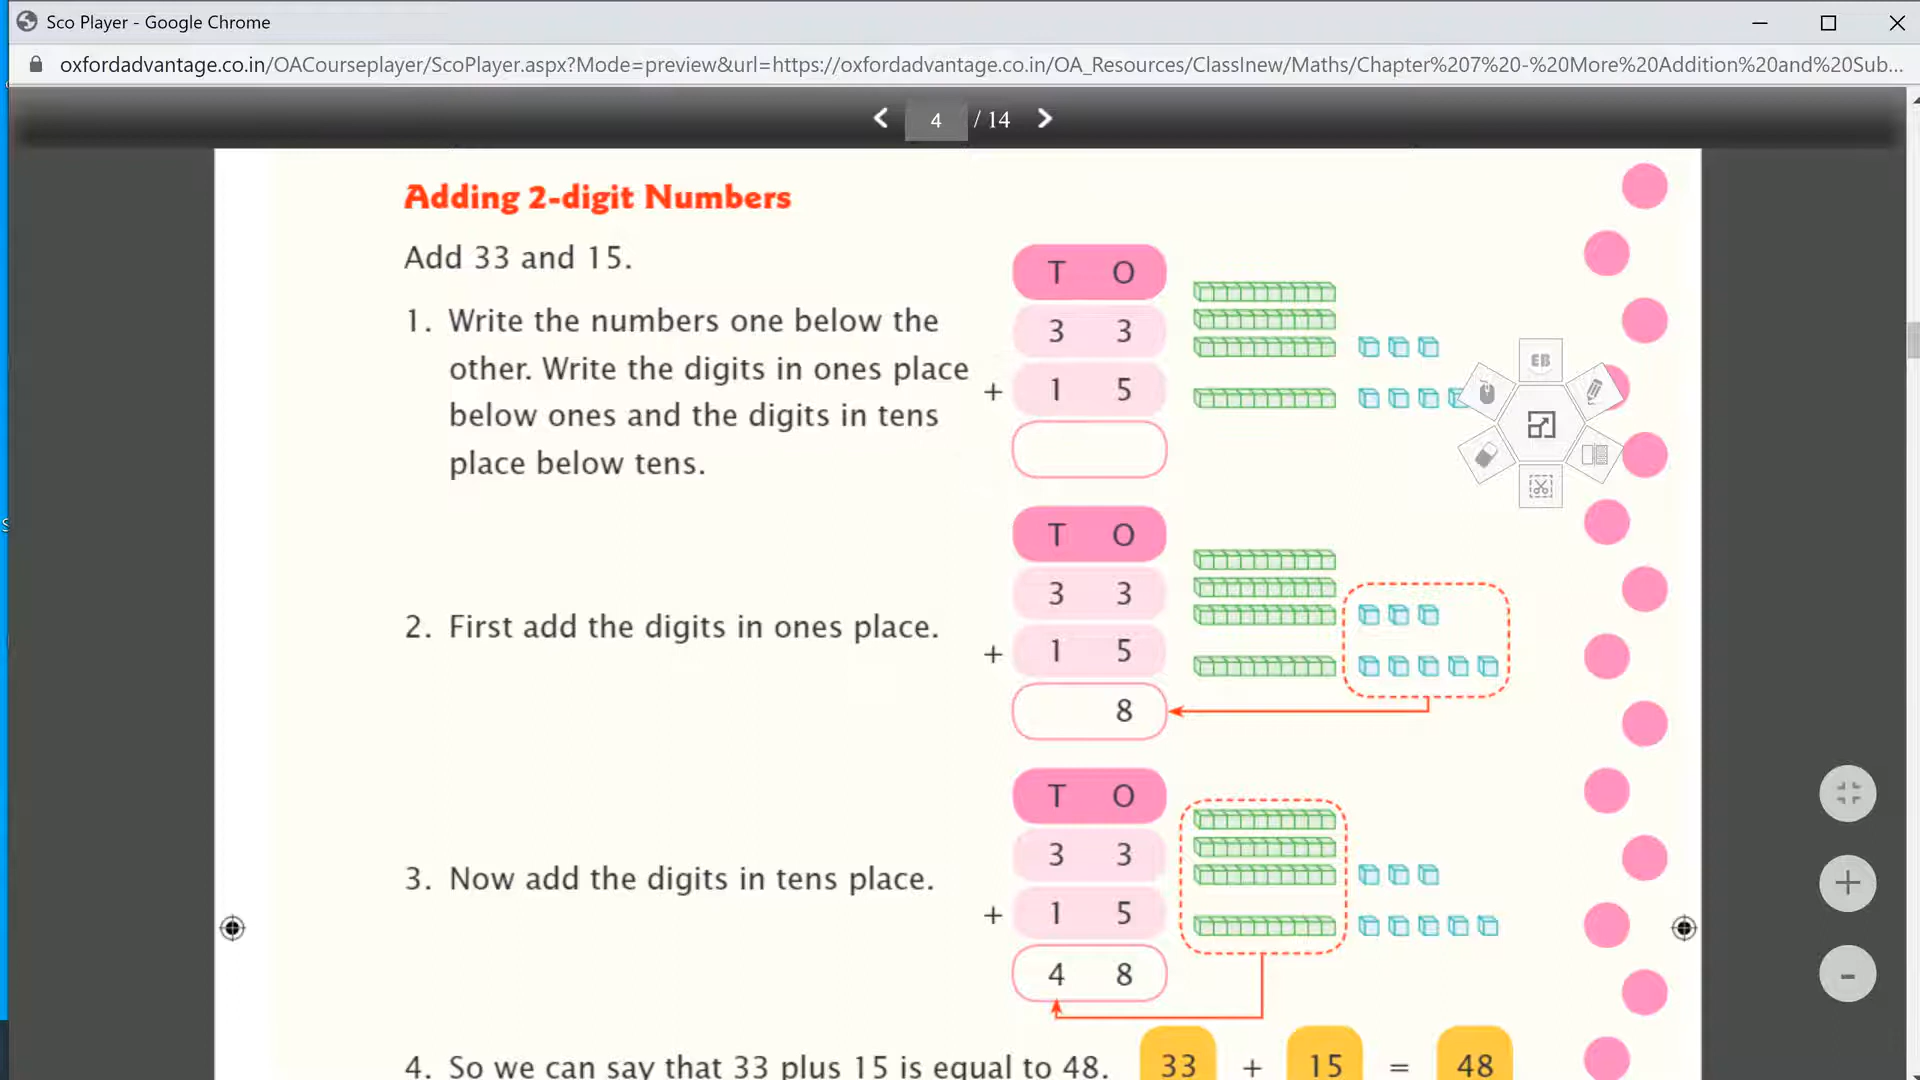 Sco Player - Google Chrome
oxfordadvantage.co.in/OACourseplayer/ScoPlayer.aspx?Mode=preview&url=https://oxfordadvantage.co.in/OA_Resources/ClassInew/Maths/Chapter%207%20-%20More%20Addition%20and%20Sub...
4 / 14
Adding 2-digit Numbers
Add 33 and 15.
1. Write the numbers one below the
other. Write the digits in ones place
below ones and the digits in tens
place below tens.
T O
3 3
+ 1 5
EB
2. First add the digits in ones place.
T O
3 3
+ 1 5
8
3. Now add the digits in tens place.
T O
3 3
+ 1 5
4 8
4. So we can say that 33 plus 15 is equal to 48.
33 + 15 = 48